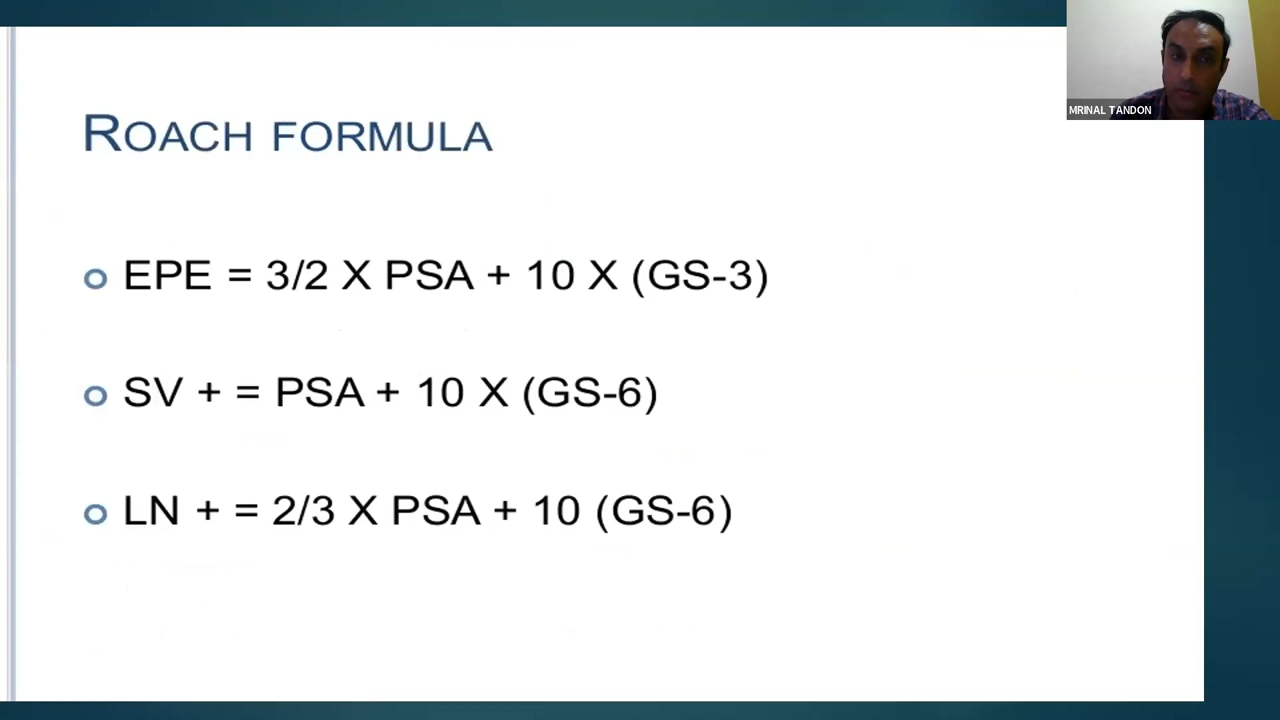 MRINAL TANDON
ROACH FORMULA
EPE = 3/2 X PSA + 10 X (GS-3)
SV + = PSA + 10 X (GS-6)
LN + = 2/3 X PSA + 10 (GS-6)